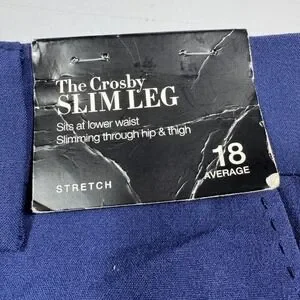 The Crosby
SLIM LEG
Sits at lower waist
Slimming through hip & thigh
18
AVERAGE
STRETCH